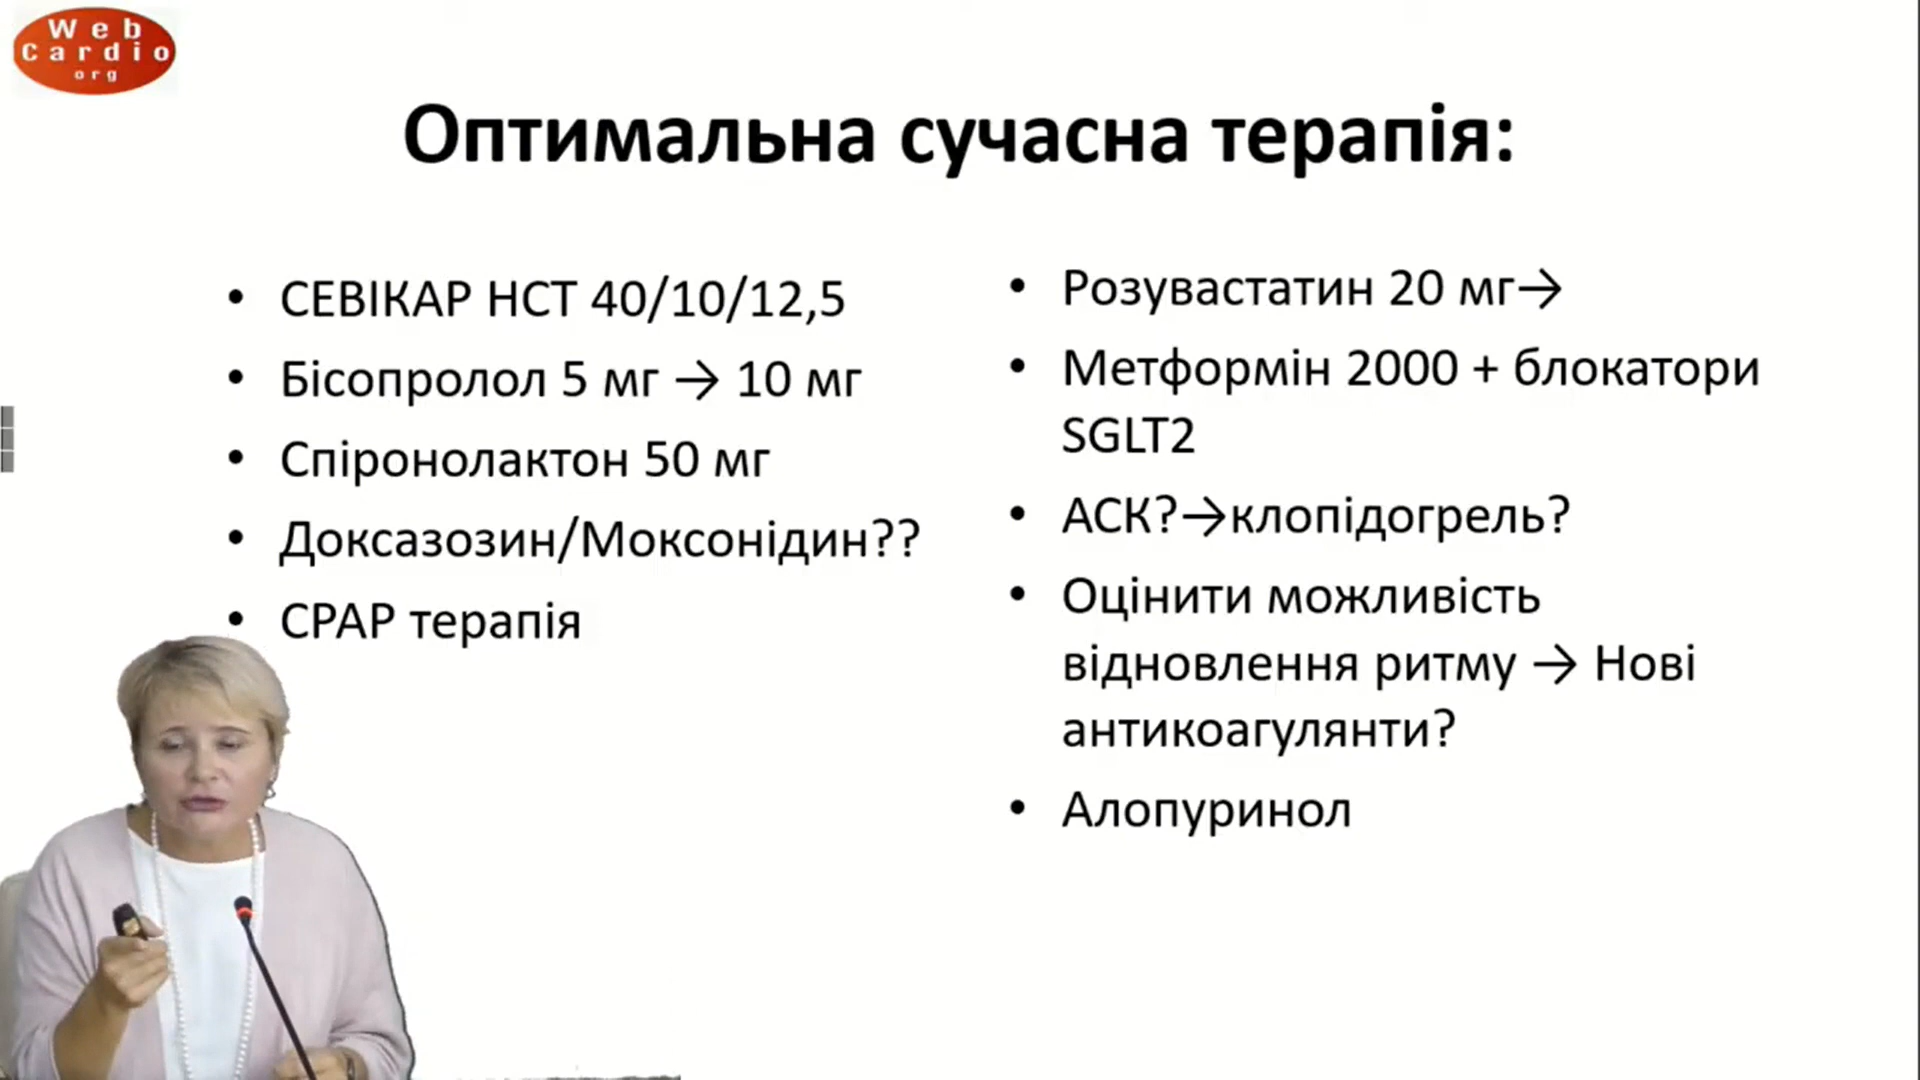 Web
Cardio
org
Оптимальна сучасна терапія:
• СЕВІКАР НСТ 40/10/12,5
• Бісопролол 5 мг → 10 мг
• Спіронолактон 50 мг
• Доксазозин/Моксонідин??
• СРАР терапія
• Розувастатин 20 мг→
• Метформін 2000 + блокатори
SGLT2
• АСК?→клопідогрель?
• Оцінити можливість
відновлення ритму → Нові
антикоагулянти?
• Алопуринол